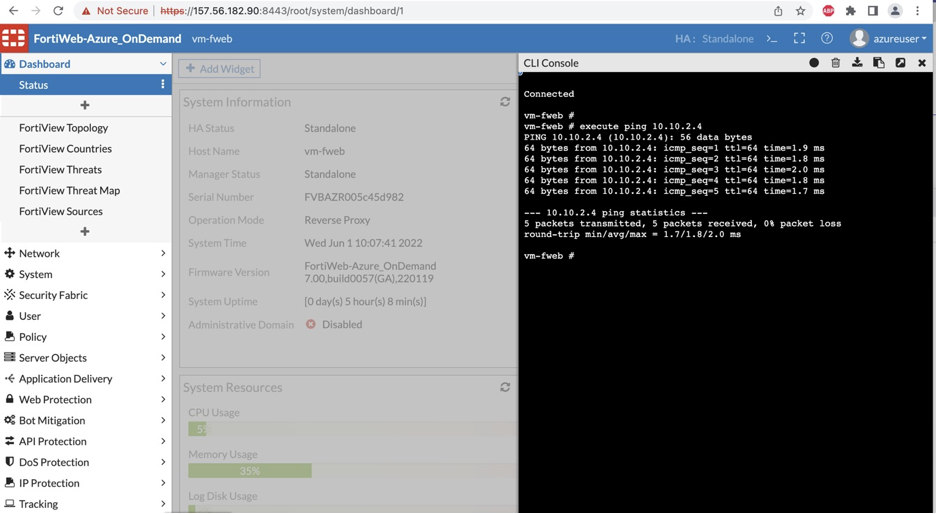 Not Secure | https://157.56.182.90:8443/root/system/dashboard/1
ABP
FortiWeb-Azure_OnDemand vm-fweb
HA: Standalone >_ azureuser
Dashboard
Status
FortiView Topology
FortiView Countries
FortiView Threats
FortiView Threat Map
FortiView Sources
Network
System
Security Fabric
User
Policy
Server Objects
Application Delivery
Web Protection
Bot Mitigation
API Protection
DoS Protection
IP Protection
Tracking
+ Add Widget
System Information
HA Status Standalone
Host Name vm-fweb
Manager Status Standalone
Serial Number FVBAZR005c45d982
Operation Mode Reverse Proxy
System Time Wed Jun 1 10:07:41 2022
Firmware Version FortiWeb-Azure_OnDemand
7.00,build0057(GA),220119
System Uptime [0 day(s) 5 hour(s) 8 min(s)]
Administrative Domain Disabled
System Resources
CPU Usage
5%
Memory Usage
35%
Log Disk Usage
CLI Console
Connected
vm-fweb #
vm-fweb # execute ping 10.10.2.4
PING 10.10.2.4 (10.10.2.4): 56 data bytes
64 bytes from 10.10.2.4: icmp_seq=1 ttl=64 time=1.9 ms
64 bytes from 10.10.2.4: icmp_seq=2 ttl=64 time=1.8 ms
64 bytes from 10.10.2.4: icmp_seq=3 ttl=64 time=2.0 ms
64 bytes from 10.10.2.4: icmp_seq=4 ttl=64 time=1.8 ms
64 bytes from 10.10.2.4: icmp_seq=5 ttl=64 time=1.7 ms
--- 10.10.2.4 ping statistics ---
5 packets transmitted, 5 packets received, 0% packet loss
round-trip min/avg/max = 1.7/1.8/2.0 ms
vm-fweb #